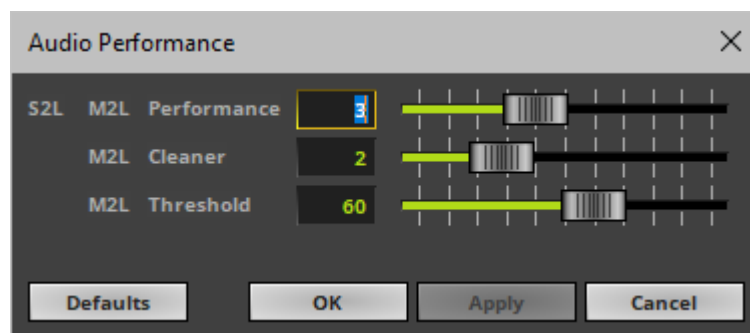 Audio Performance
S2L M2L Performance 3
M2L Cleaner 2
M2L Threshold 60
Defaults OK Apply Cancel